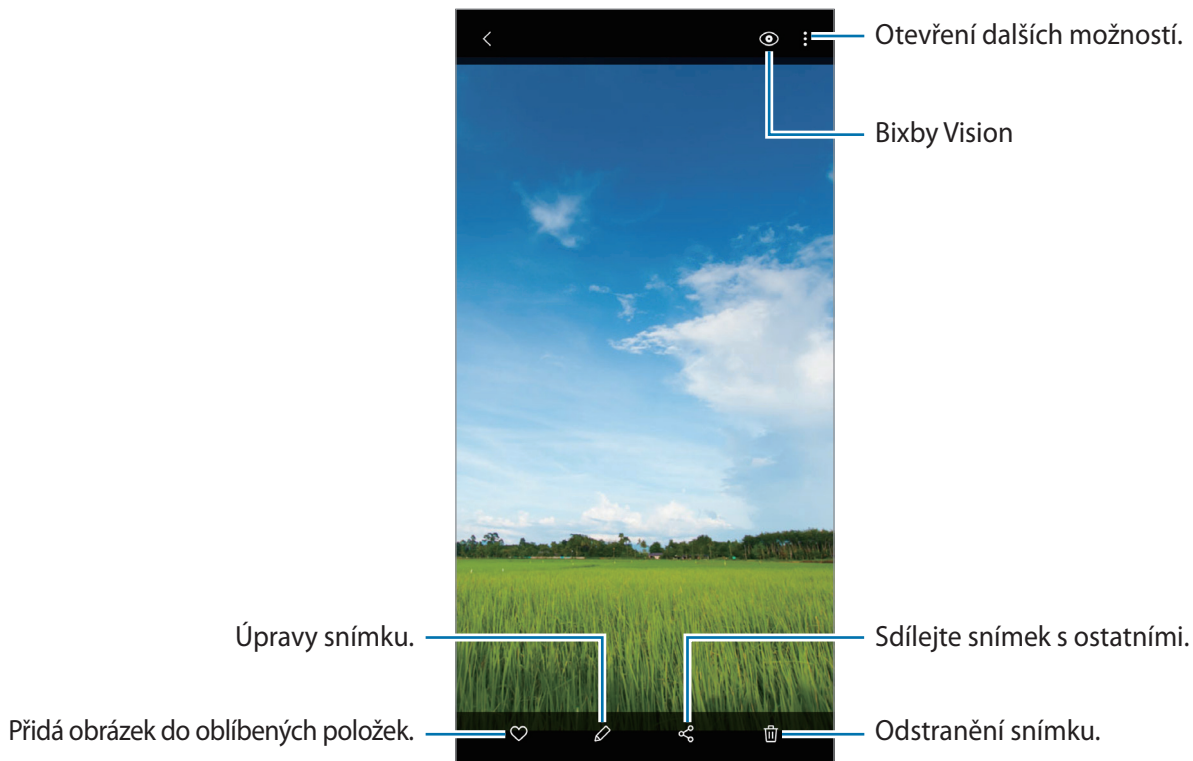 Otevření dalších možností.
Bixby Vision
Úpravy snímku.
Sdílejte snímek s ostatními.
Přidá obrázek do oblíbených položek.
Odstranění snímku.